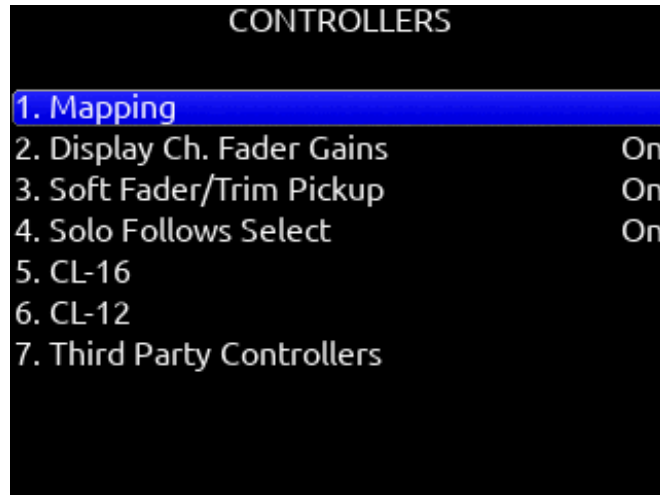 CONTROLLERS
1. Mapping
2. Display Ch. Fader Gains On
3. Soft Fader/Trim Pickup On
4. Solo Follows Select On
5. CL-16
6. CL-12
7. Third Party Controllers